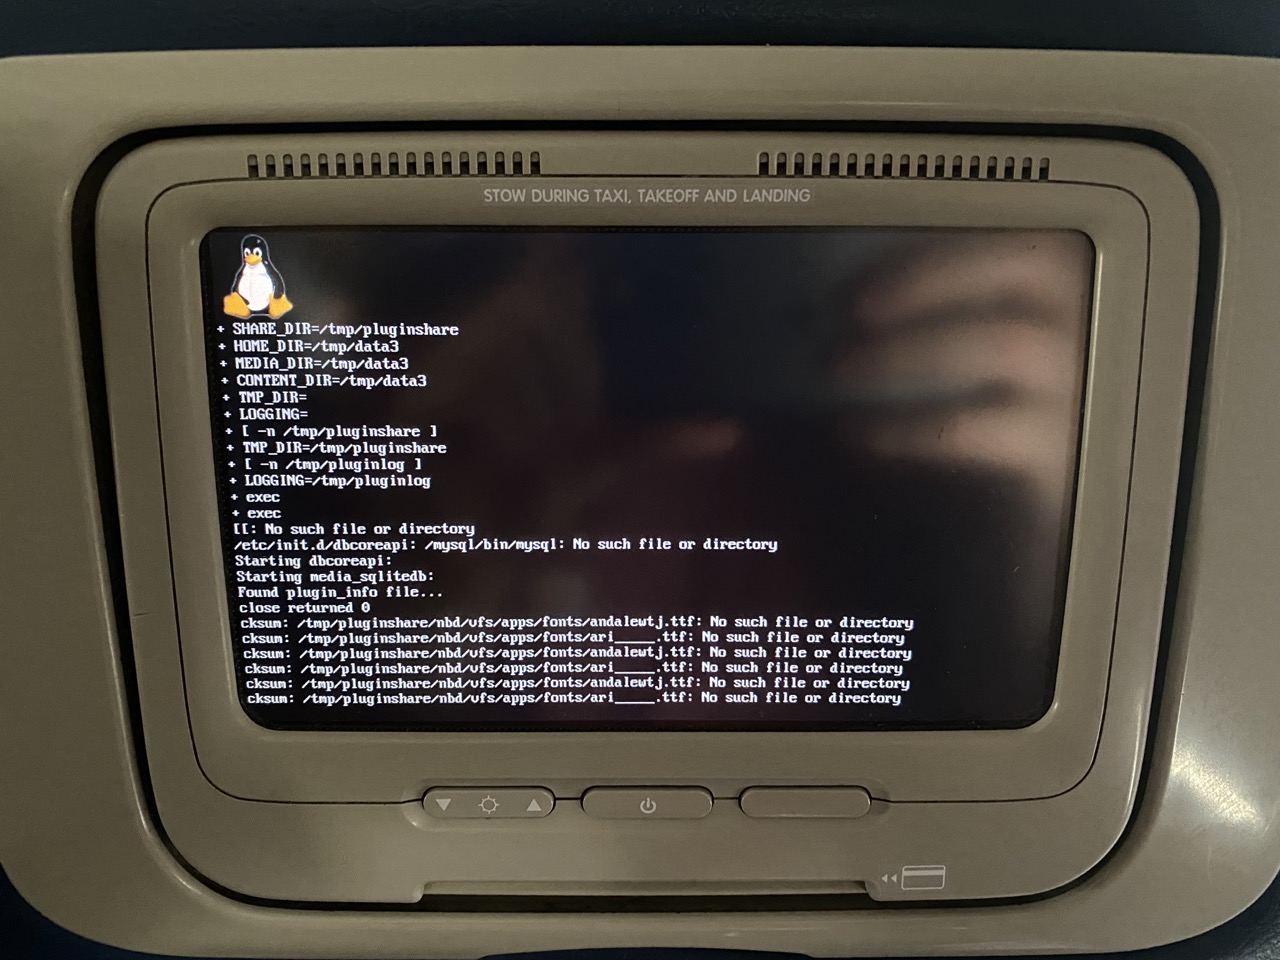 STOW DURING TAXI, TAKEOFF AND LANDING
+ SHARE_DIR=/tmp/pluginshare
+ HOME_DIR=/tmp/data3
+ MEDIA_DIR=/tmp/data3
+ CONTENT_DIR=/tmp/data3
+ TMP_DIR=
+ LOGGING=
+ [ -n /tmp/pluginshare ]
+ TMP_DIR=/tmp/pluginshare
+ [ -n /tmp/pluginlog ]
+ LOGGING=/tmp/pluginlog
+ exec
+ exec
[[: No such file or directory
/etc/init.d/dbcoreapi: /mysql/bin/mysql: No such file or directory
Starting dbcoreapi:
Starting media_sqlitedb:
Found plugin_info file...
close returned 0
cksum: /tmp/pluginshare/nbd/vfs/apps/fonts/andalewtj.ttf: No such file or directory
cksum: /tmp/pluginshare/nbd/vfs/apps/fonts/ari_____.ttf: No such file or directory
cksum: /tmp/pluginshare/nbd/vfs/apps/fonts/andalewtj.ttf: No such file or directory
cksum: /tmp/pluginshare/nbd/vfs/apps/fonts/ari_____.ttf: No such file or directory
cksum: /tmp/pluginshare/nbd/vfs/apps/fonts/andalewtj.ttf: No such file or directory
cksum: /tmp/pluginshare/nbd/vfs/apps/fonts/ari_____.ttf: No such file or directory